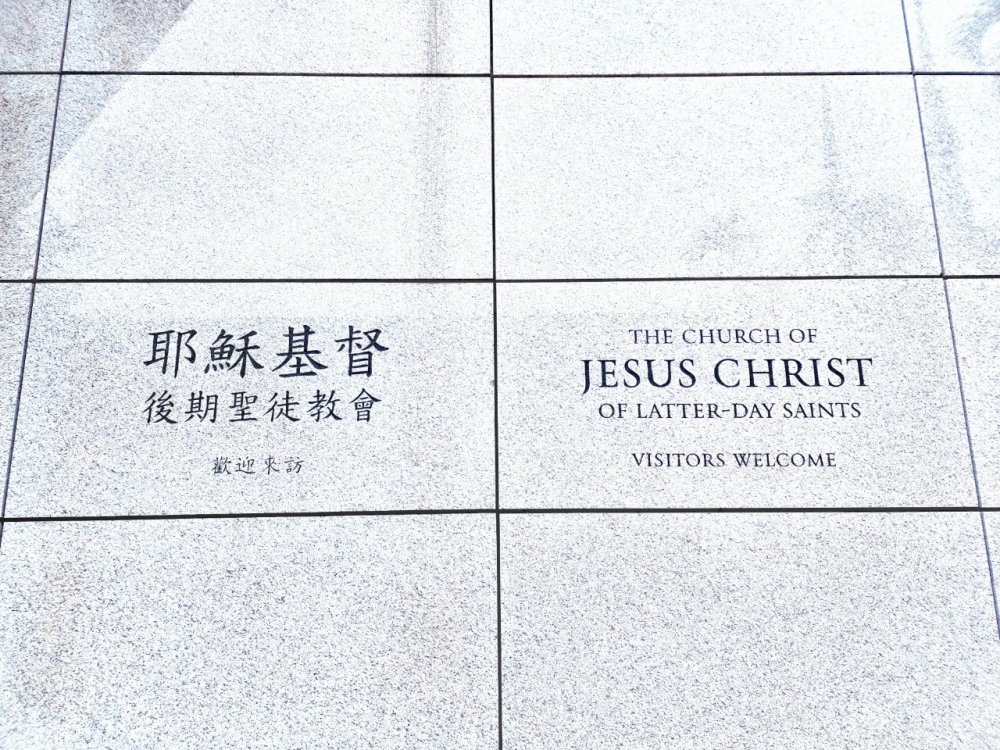 耶穌基督
後期聖徒教會
歡迎來訪
THE CHURCH OF
JESUS CHRIST
OF LATTER-DAY SAINTS
VISITORS WELCOME